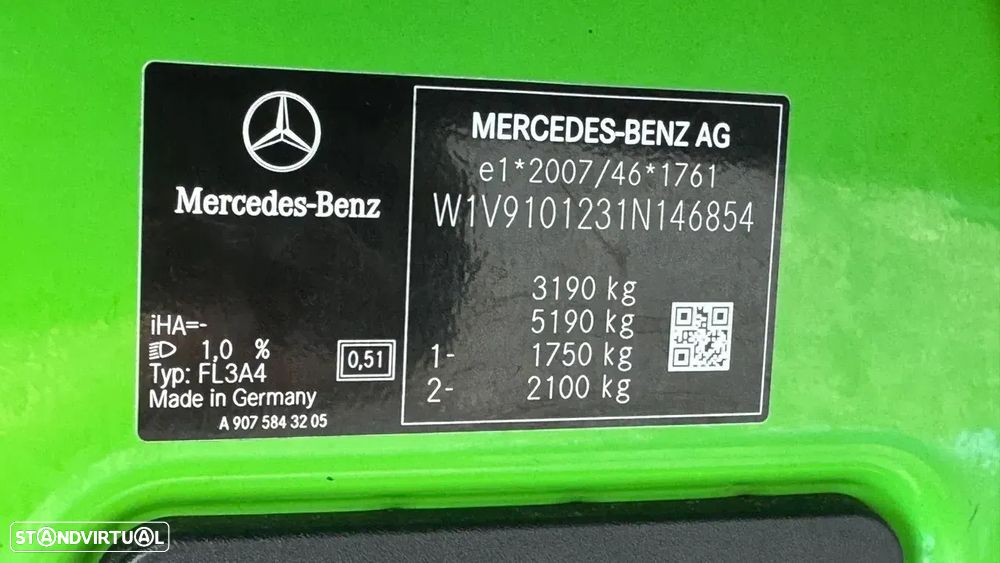 Mercedes-Benz
iHA=-
1,0 %
Typ: FL3A4
Made in Germany
A 907 584 32 05
0,51
MERCEDES-BENZ AG
e1*2007/46*1761
W1V9101231N146854
3190 kg
5190 kg
1- 1750 kg
2- 2100 kg
STANDVIRTUAL